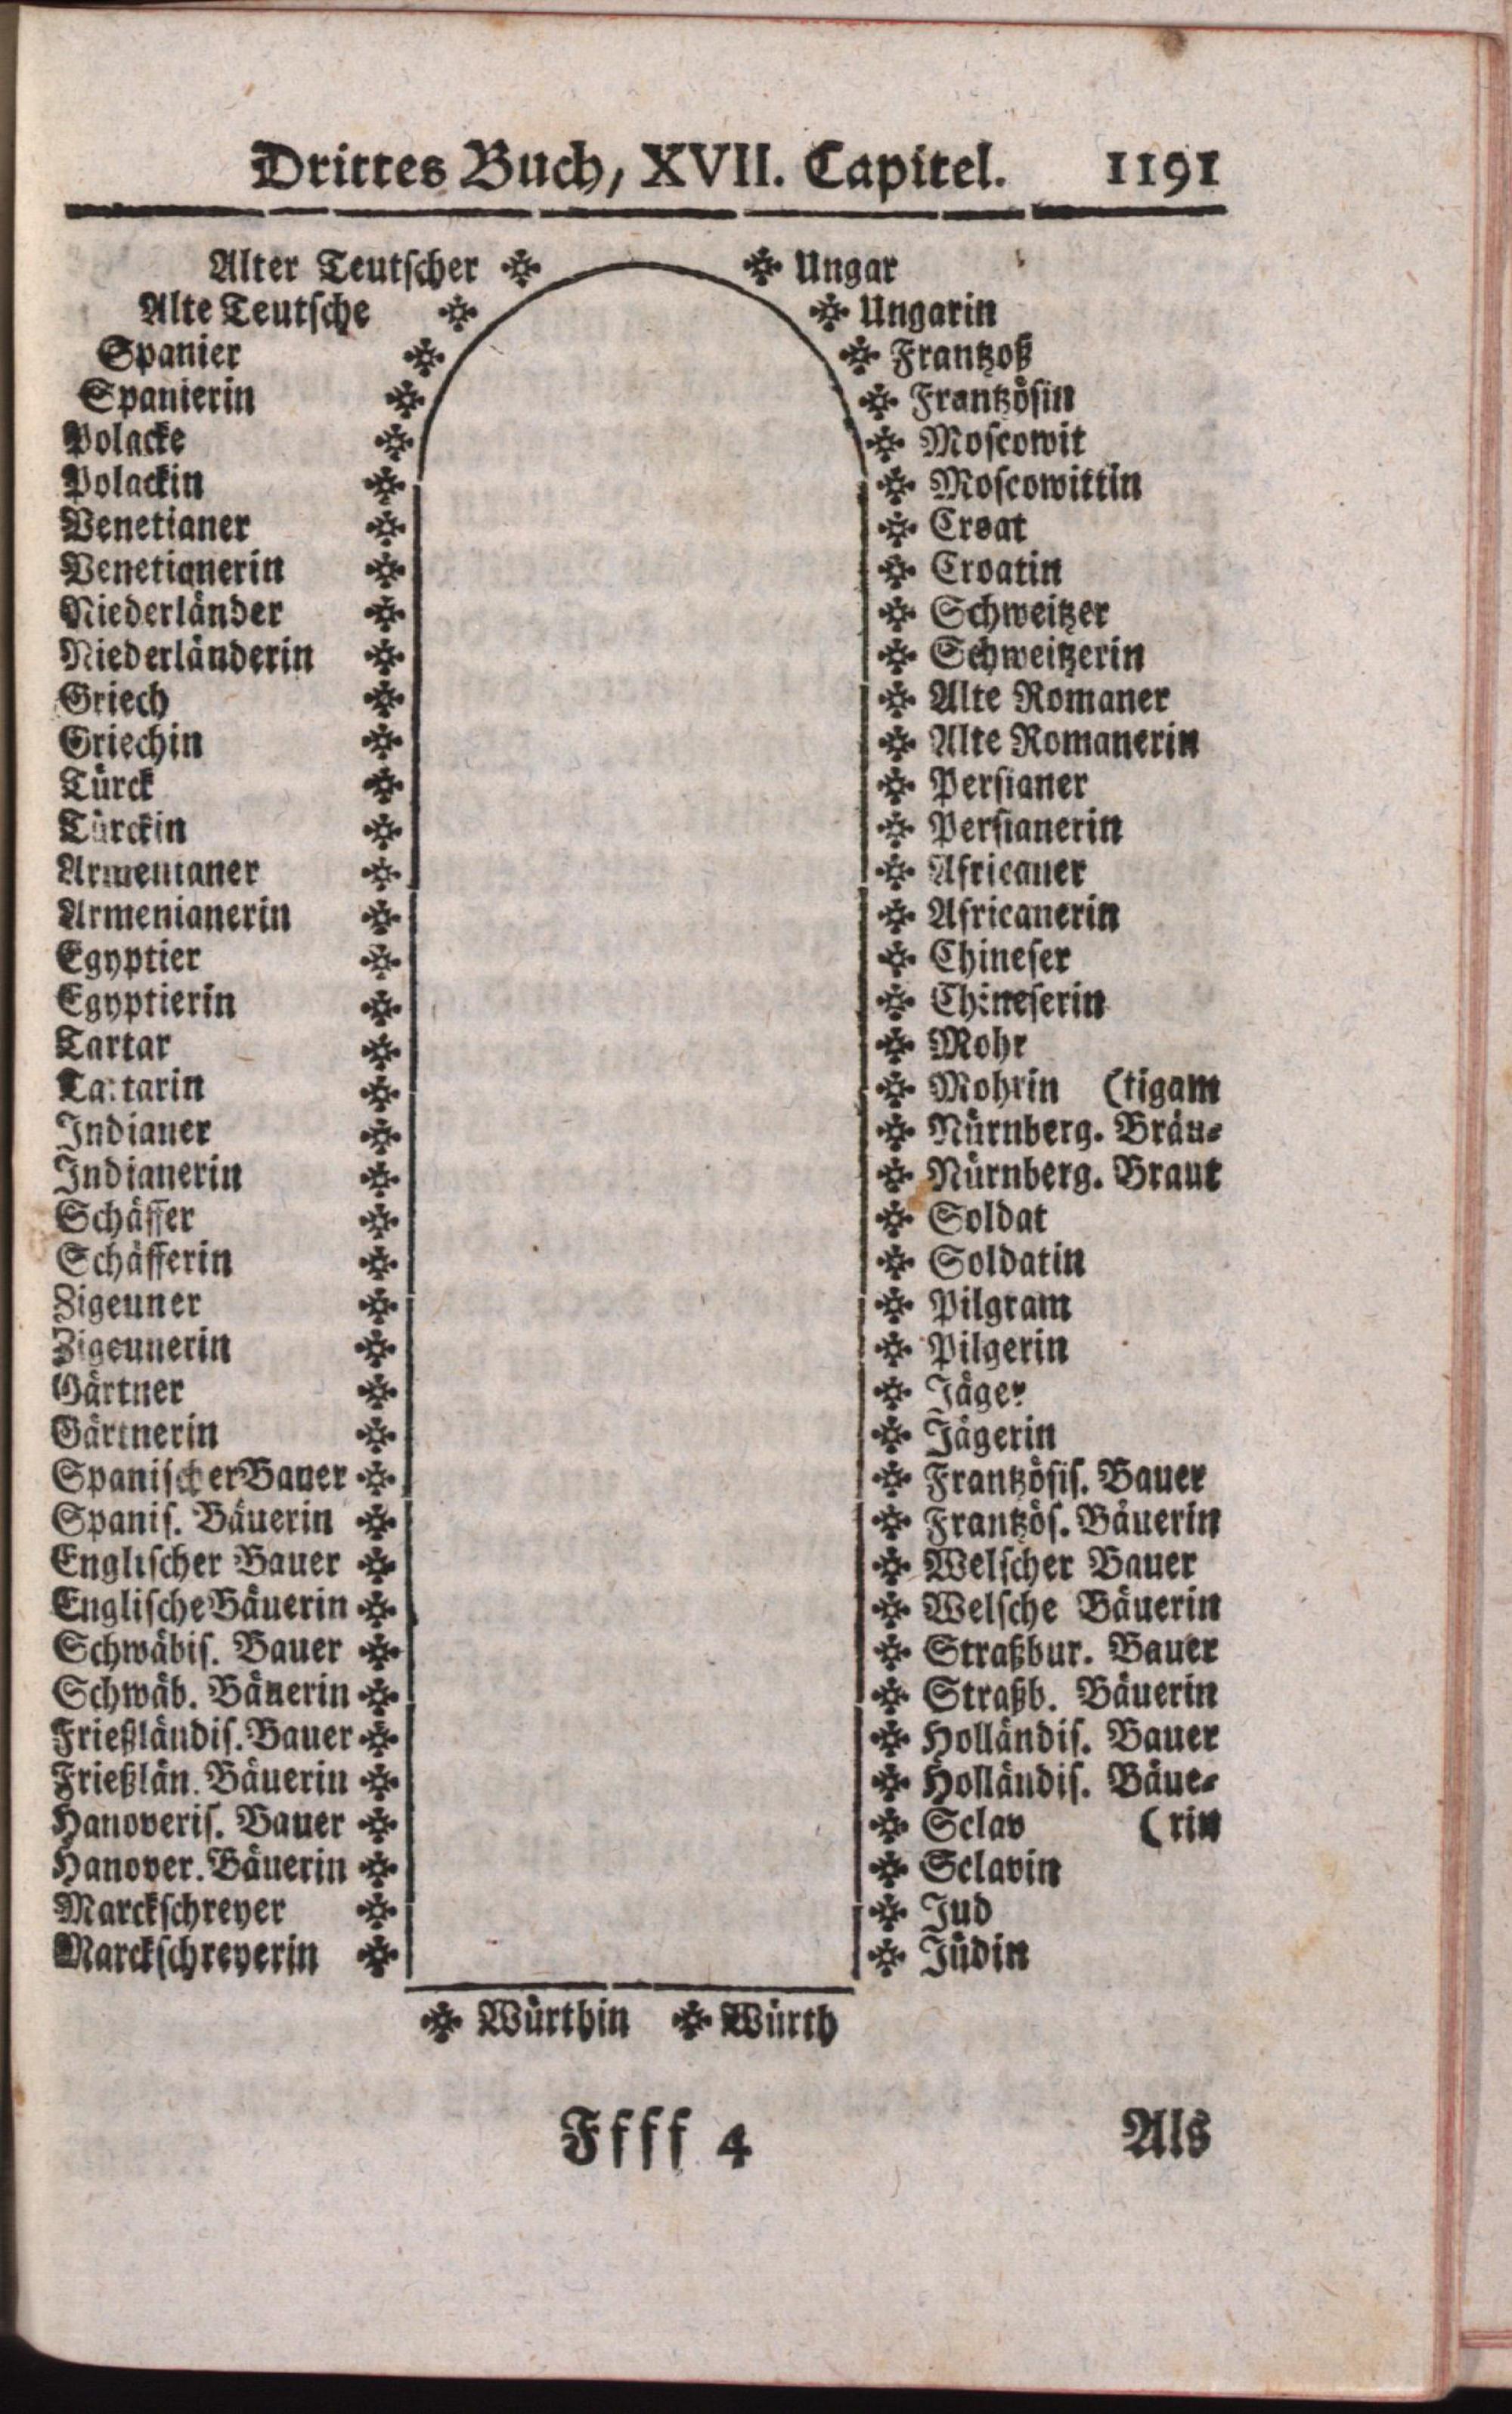 Drittes Buch, XVII. Capitel. 1191
Alter Teutscher
Alte Teutsche
Spanier
Spanierin
Polacke
Polackin
Venetianer
Venetianerin
Niederländer
Niederländerin
Griech
Griechin
Türck
Türckin
Armenianer
Armenianerin
Egyptier
Egyptierin
Tartar
Tartarin
Indianer
Indianerin
Schäffer
Schäfferin
Zigeuner
Zigeunerin
Gärtner
Gärtnerin
Spanischer Bauer
Spanis. Bäuerin
Englischer Bauer
Englische Bäuerin
Schwäbis. Bauer
Schwäb. Bäuerin
Frießländis. Bauer
Frießlän. Bäuerin
Hanoveris. Bauer
Hanover. Bäuerin
Marckschreyer
Marckschreyerin
Ungar
Ungarin
Frantzoß
Frantzösin
Moscowit
Moscowittin
Croat
Croatin
Schweitzer
Schweitzerin
Alte Romaner
Alte Romanerin
Persianer
Persianerin
Africaner
Africanerin
Chineser
Chineserin
Mohr
Mohrin (tigam
Nürnberg. Bräu-
Nürnberg. Braut
Soldat
Soldatin
Pilgram
Pilgerin
Jäger
Jägerin
Frantzösis. Bauer
Frantzös. Bäuerin
Welscher Bauer
Welsche Bäuerin
Straßbur. Bauer
Straßb. Bäuerin
Holländis. Bauer
Holländis. Bäue-
Sclav (rin
Sclavin
Jud
Jüdin
Würthin Würth
Ffff 4 Als